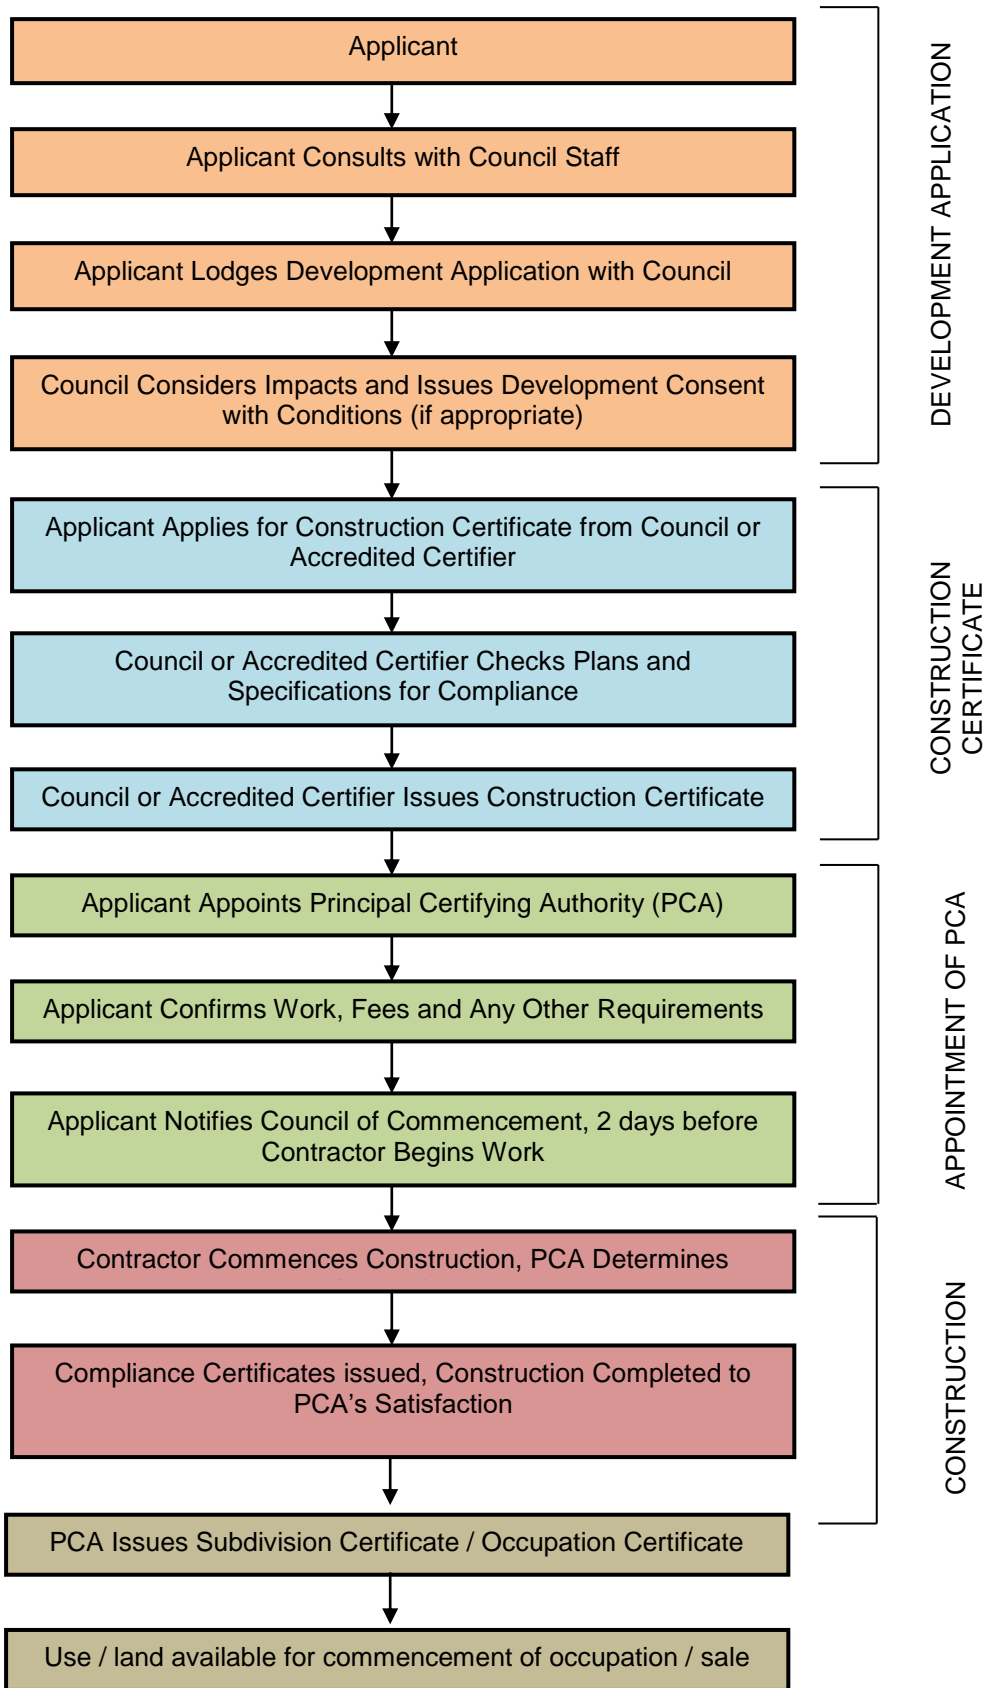 Applicant
Applicant Consults with Council Staff
Applicant Lodges Development Application with Council
Council Considers Impacts and Issues Development Consent
with Conditions (if appropriate)
DEVELOPMENT APPLICATION
Applicant Applies for Construction Certificate from Council or
Accredited Certifier
Council or Accredited Certifier Checks Plans and
Specifications for Compliance
Council or Accredited Certifier Issues Construction Certificate
CONSTRUCTION
CERTIFICATE
Applicant Appoints Principal Certifying Authority (PCA)
Applicant Confirms Work, Fees and Any Other Requirements
Applicant Notifies Council of Commencement, 2 days before
Contractor Begins Work
APPOINTMENT OF PCA
Contractor Commences Construction, PCA Determines
Compliance Certificates issued, Construction Completed to
PCA’s Satisfaction
CONSTRUCTION
PCA Issues Subdivision Certificate / Occupation Certificate
Use / land available for commencement of occupation / sale